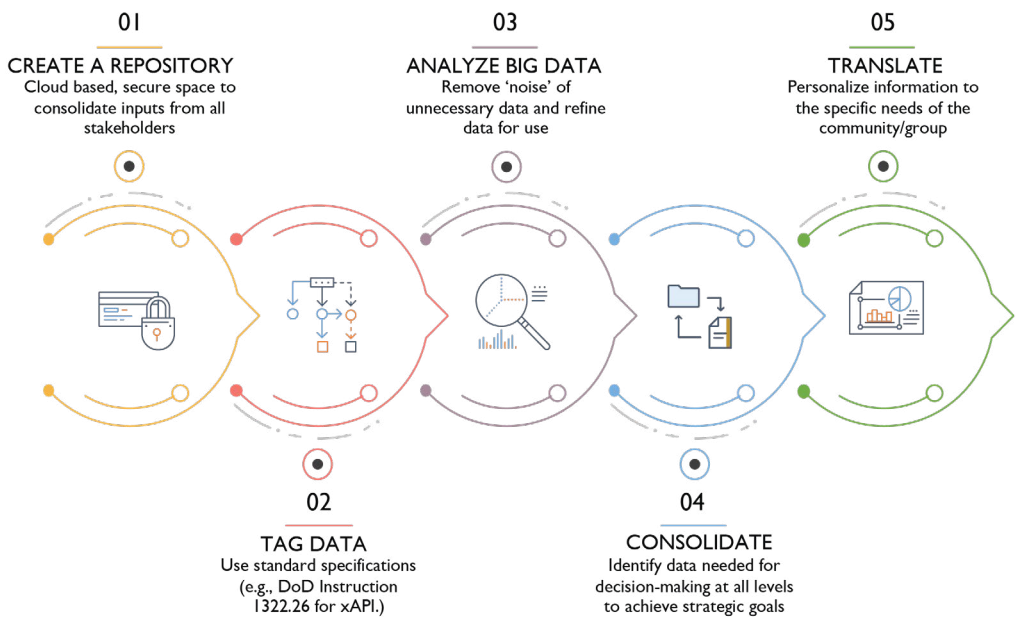 01
CREATE A REPOSITORY
Cloud based, secure space to
consolidate inputs from all
stakeholders
02
TAG DATA
Use standard specifications
(e.g., DoD Instruction
1322.26 for xAPI.)
03
ANALYZE BIG DATA
Remove ‘noise’ of
unnecessary data and refine
data for use
04
CONSOLIDATE
Identify data needed for
decision-making at all levels
to achieve strategic goals
05
TRANSLATE
Personalize information to
the specific needs of the
community/group